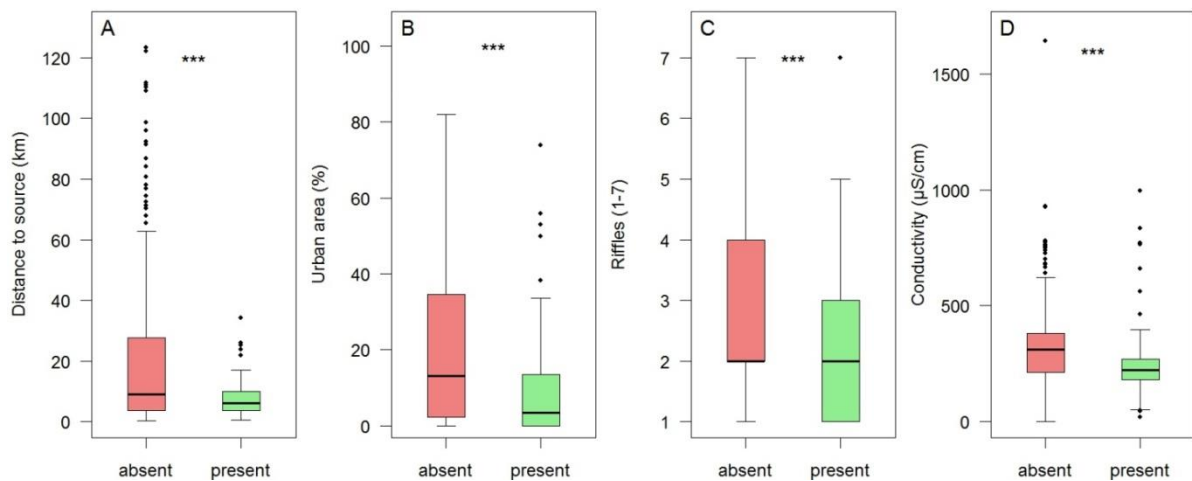 A
Distance to source (km)
120
100
80
60
40
20
0
***
absent present
B
Urban area (%)
100
80
60
40
20
0
***
absent present
C
Riffles (1-7)
7
6
5
4
3
2
1
***
absent present
D
Conductivity (µS/cm)
1500
1000
500
0
***
absent present